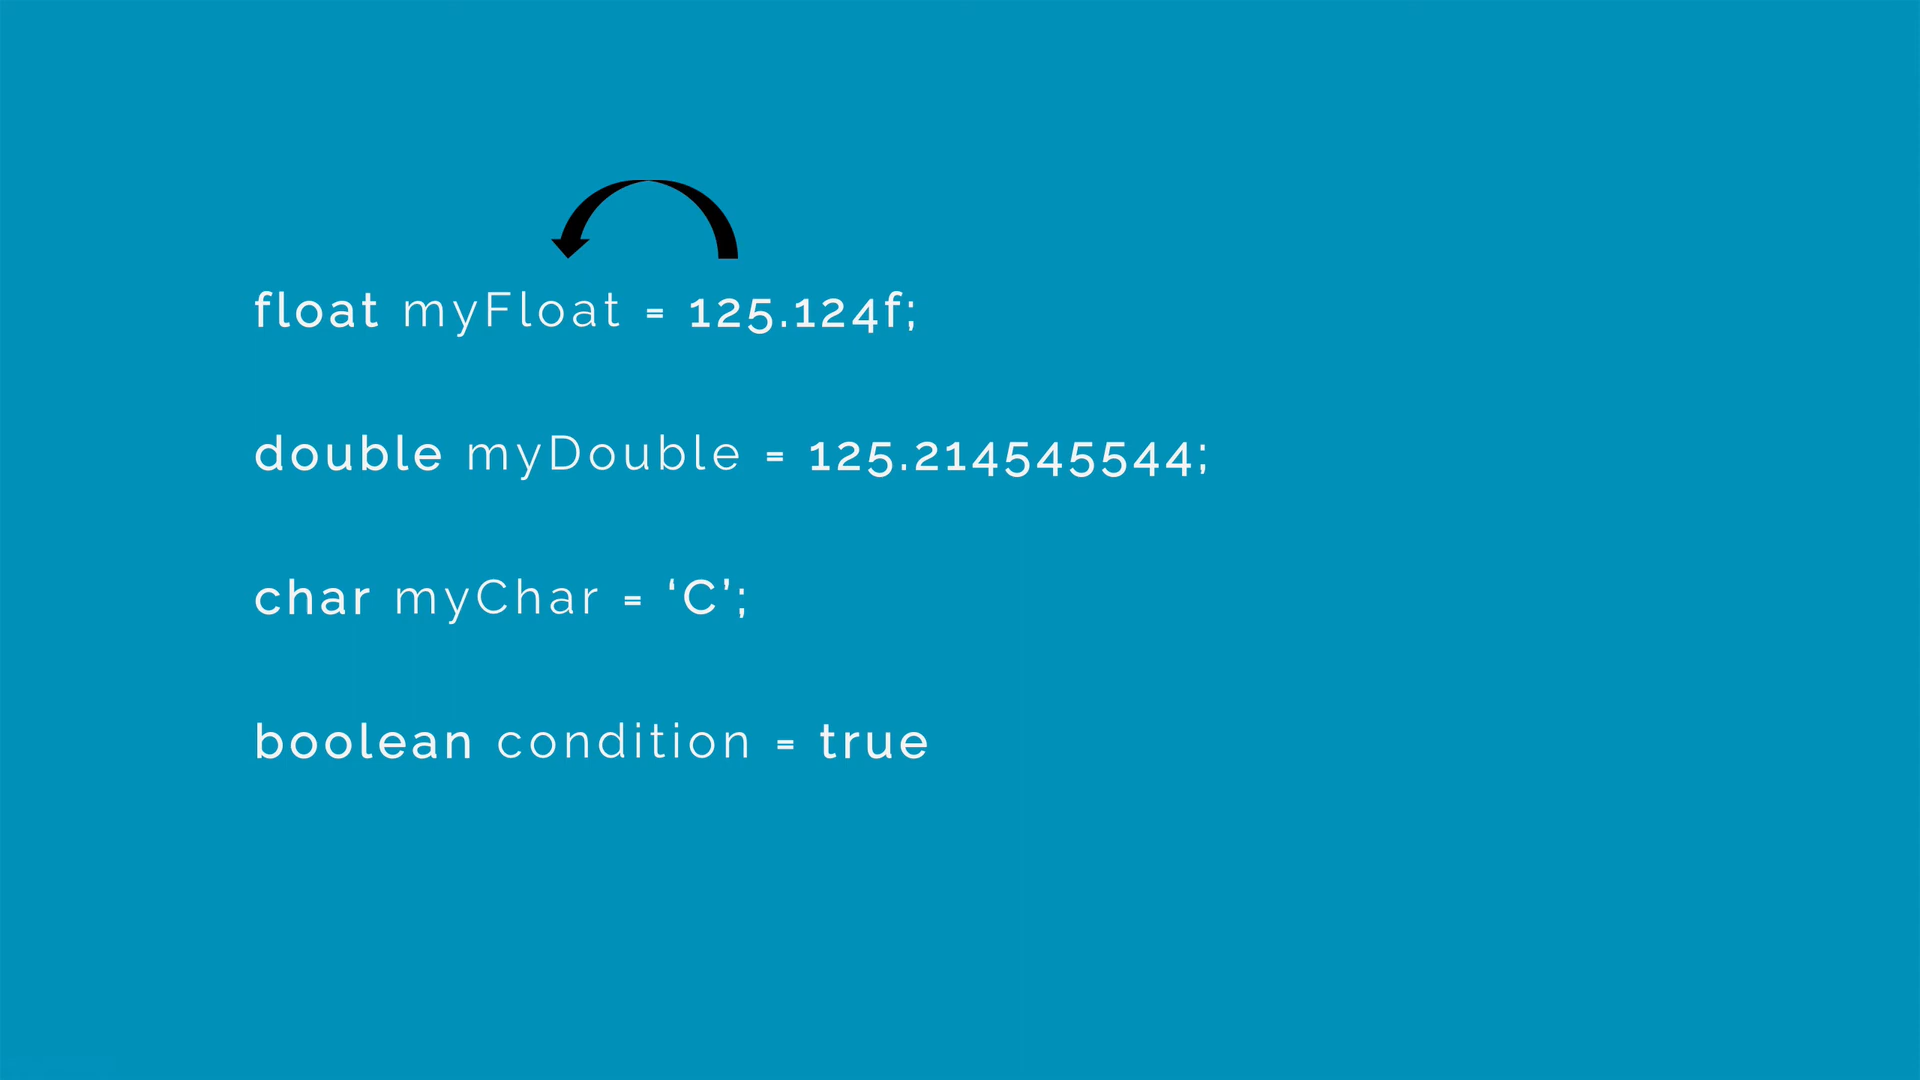 float myFloat = 125.124f;
double myDouble = 125.214545544;
char myChar = ‘C’;
boolean condition = true